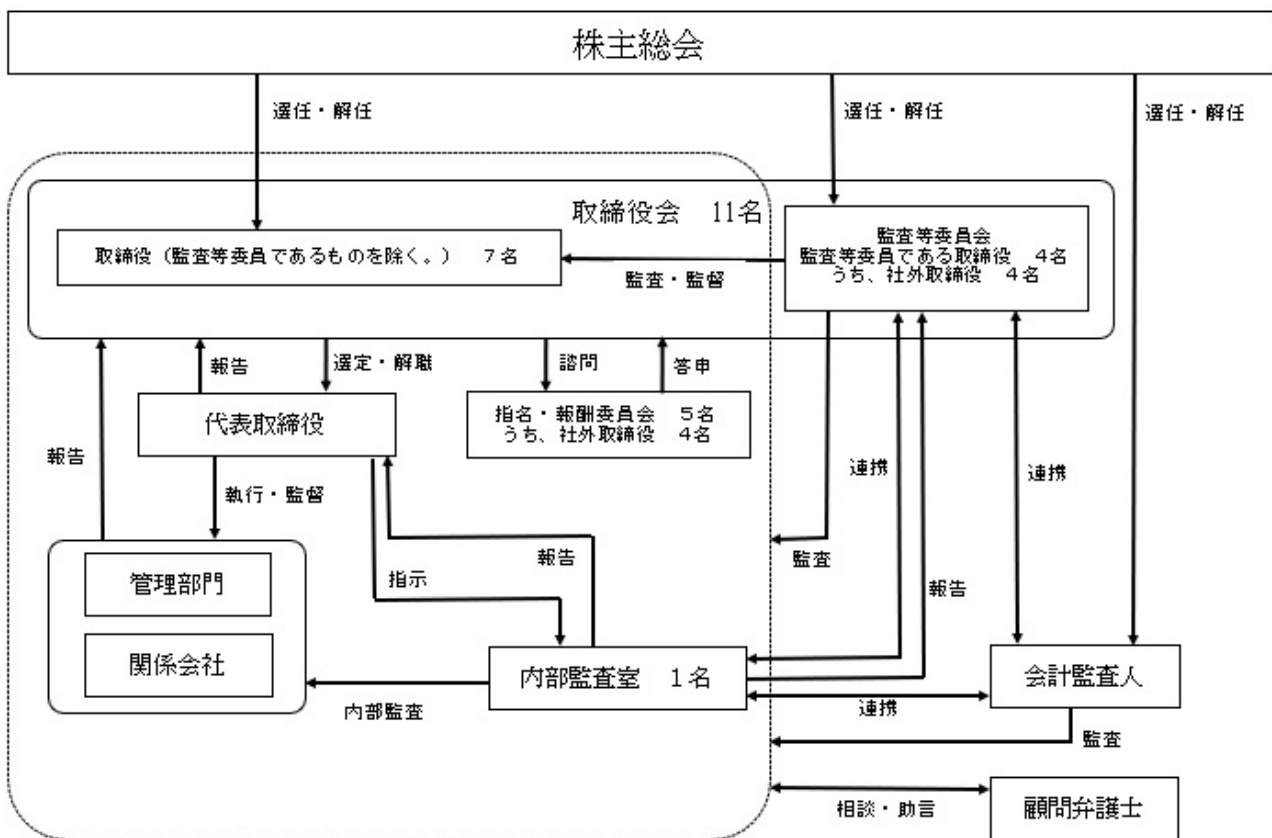 株主総会
選任・解任
選任・解任
選任・解任
取締役会　11名
取締役（監査等委員であるものを除く。）　7名
監査等委員会
監査等委員である取締役　4名
うち、社外取締役　4名
監査・監督
報告
選定・解職
諮問
答申
代表取締役
指名・報酬委員会　5名
うち、社外取締役　4名
報告
執行・監督
連携
連携
管理部門
関係会社
指示
報告
監査
報告
内部監査室　1名
会計監査人
内部監査
連携
監査
相談・助言
顧問弁護士